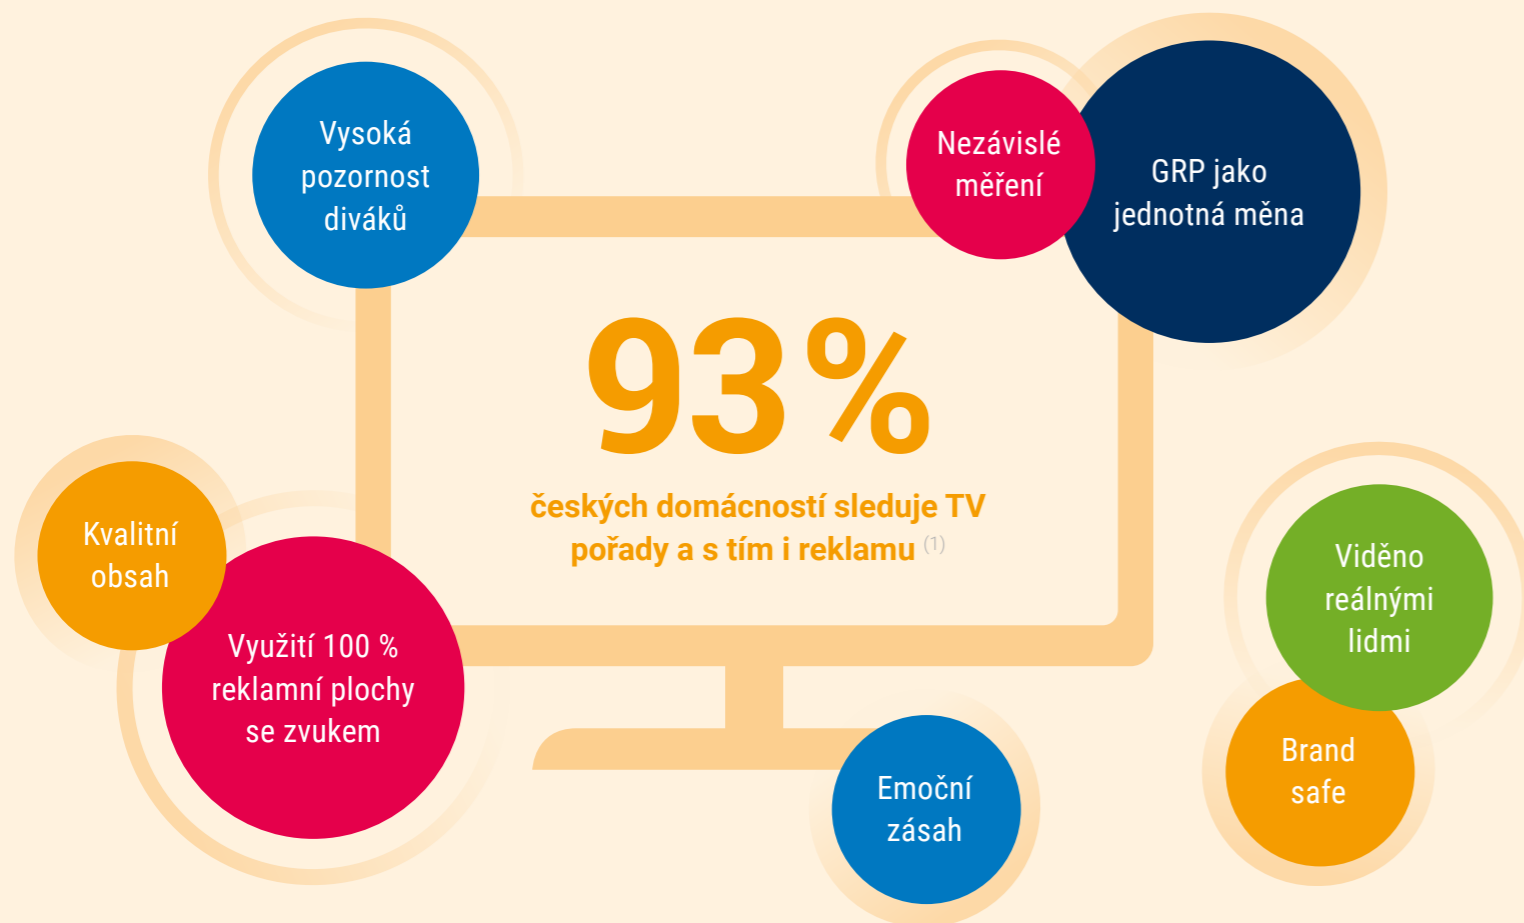 Vysoká
pozornost
diváků
Nezávislé
měření
GRP jako
jednotná měna
93%
českých domácností sleduje TV
pořady a s tím i reklamu (1)
Kvalitní
obsah
Využití 100 %
reklamní plochy
se zvukem
Viděno
reálnými
lidmi
Brand
safe
Emoční
zásah